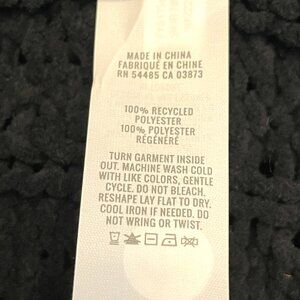 MADE IN CHINA
FABRIQUÉ EN CHINE
RN 54485 CA 03873
100% RECYCLED
POLYESTER
100% POLYESTER
RÉGÉNÉRÉ
TURN GARMENT INSIDE
OUT. MACHINE WASH COLD
WITH LIKE COLORS, GENTLE
CYCLE. DO NOT BLEACH.
RESHAPE LAY FLAT TO DRY.
COOL IRON IF NEEDED. DO
NOT WRING OR TWIST.